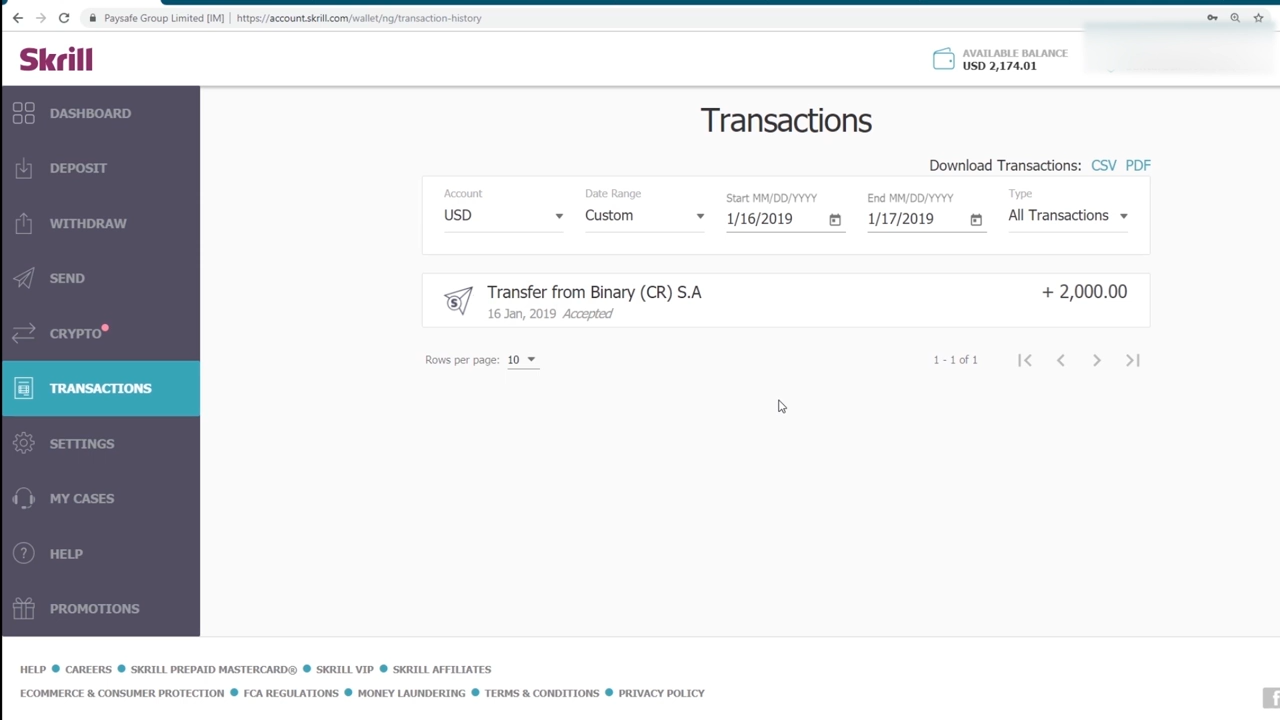 Paysafe Group Limited [IM] | https://account.skrill.com/wallet/ng/transaction-history
Skrill
AVAILABLE BALANCE
USD 2,174.01
DASHBOARD
DEPOSIT
WITHDRAW
SEND
CRYPTO
TRANSACTIONS
SETTINGS
MY CASES
HELP
PROMOTIONS
Transactions
Download Transactions: CSV PDF
Account Date Range Start MM/DD/YYYY End MM/DD/YYYY Type
USD Custom 1/16/2019 1/17/2019 All Transactions
Transfer from Binary (CR) S.A + 2,000.00
16 Jan, 2019 Accepted
Rows per page: 10 1 - 1 of 1
HELP CAREERS SKRILL PREPAID MASTERCARD® SKRILL VIP SKRILL AFFILIATES
ECOMMERCE & CONSUMER PROTECTION FCA REGULATIONS MONEY LAUNDERING TERMS & CONDITIONS PRIVACY POLICY